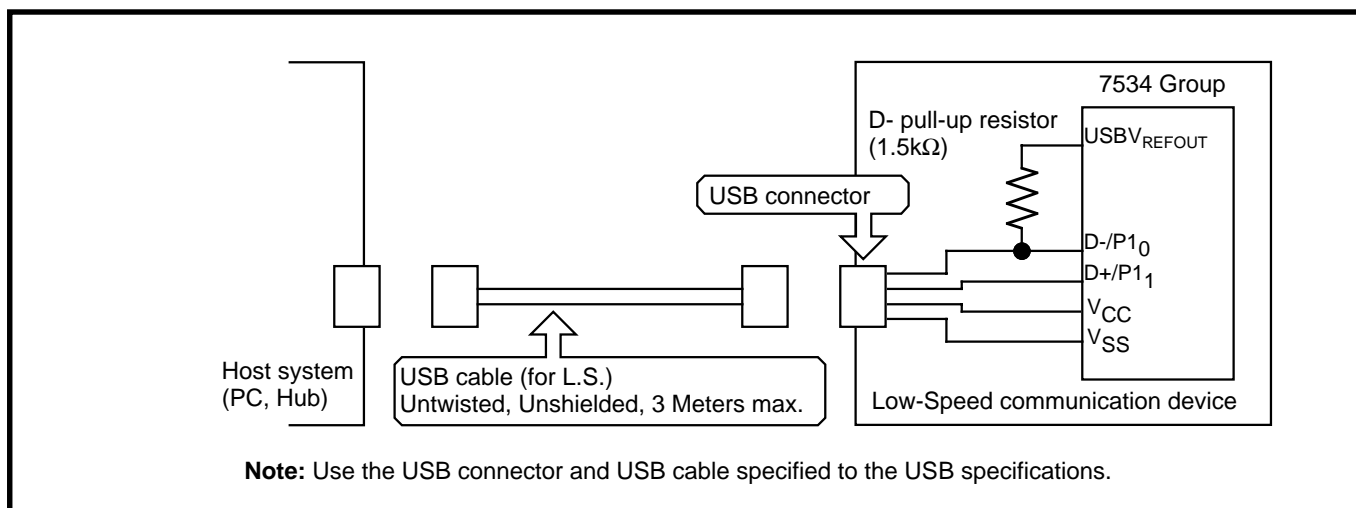 7534 Group
D- pull-up resistor
(1.5kΩ)
USBVREFOUT
USB connector
D-/P10
D+/P11
VCC
VSS
Host system
(PC, Hub)
USB cable (for L.S.)
Untwisted, Unshielded, 3 Meters max.
Low-Speed communication device
Note: Use the USB connector and USB cable specified to the USB specifications.